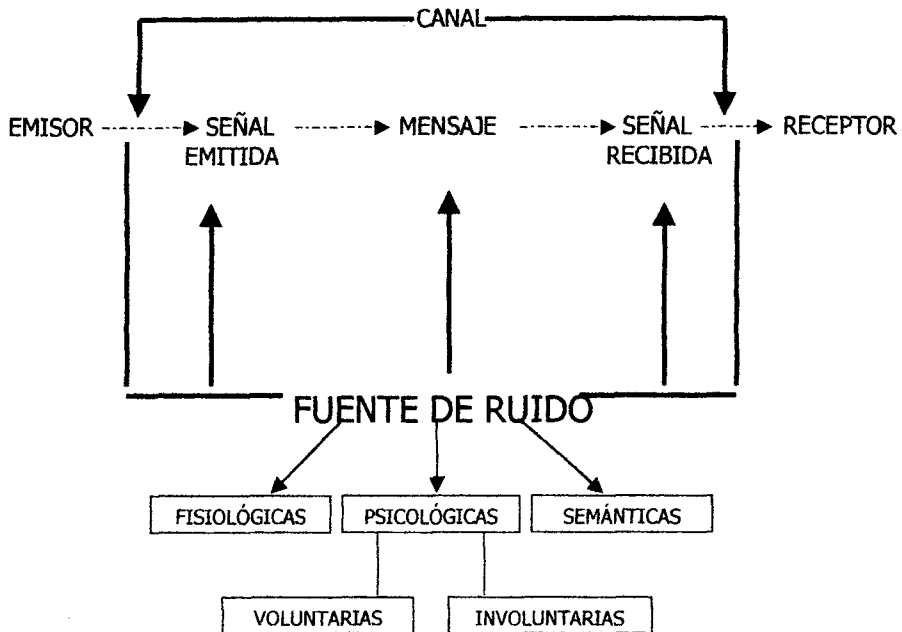 CANAL
EMISOR SEÑAL MENSAJE SEÑAL RECEPTOR
EMITIDA RECIBIDA
FUENTE DE RUIDO
FISIOLÓGICAS PSICOLÓGICAS SEMÁNTICAS
VOLUNTARIAS INVOLUNTARIAS